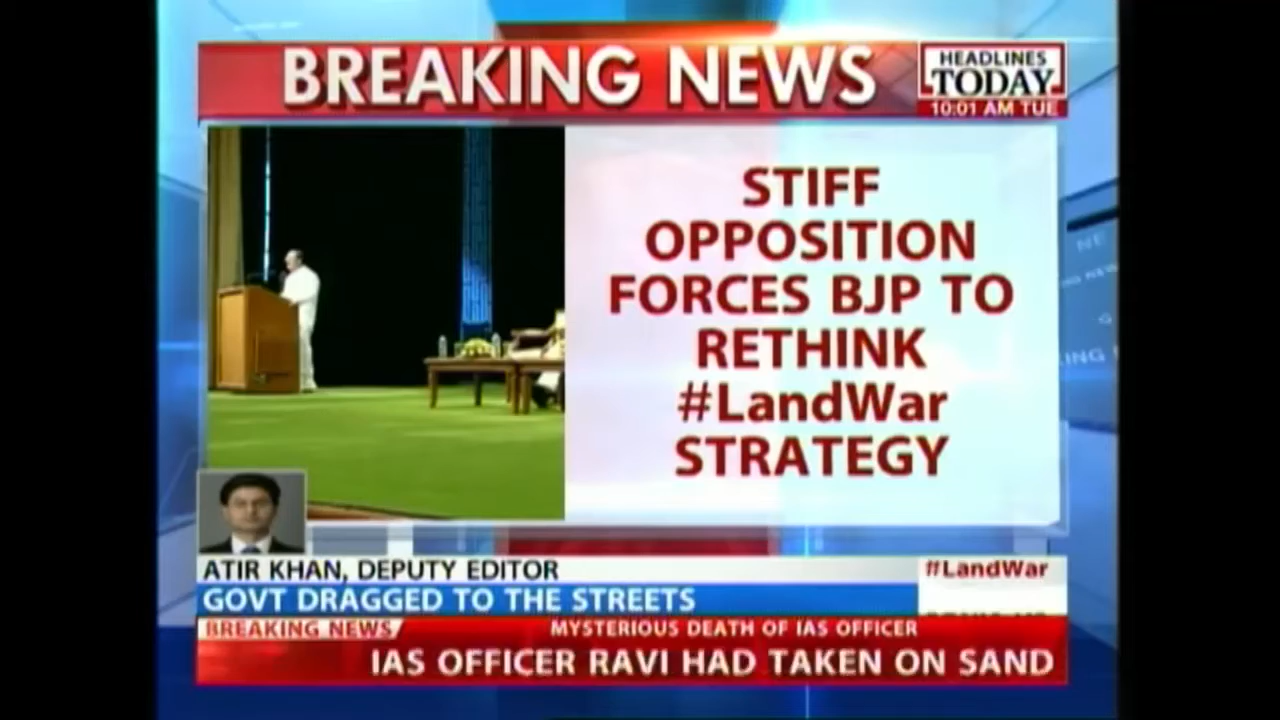 BREAKING NEWS
HEADLINES
TODAY
10:01 AM TUE
STIFF
OPPOSITION
FORCES BJP TO
RETHINK
#LandWar
STRATEGY
ATIR KHAN, DEPUTY EDITOR
#LandWar
GOVT DRAGGED TO THE STREETS
BREAKING NEWS
MYSTERIOUS DEATH OF IAS OFFICER
IAS OFFICER RAVI HAD TAKEN ON SAND